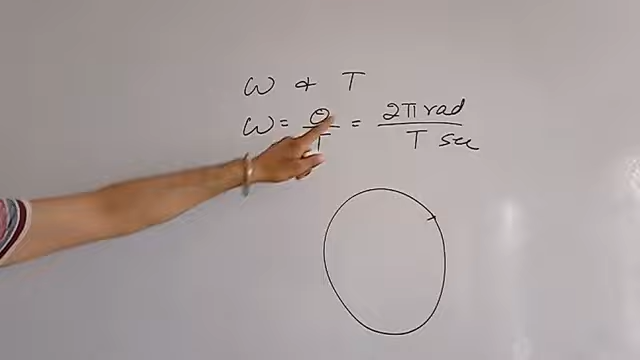 ω & T
ω = θ/T = 2π rad / T sec